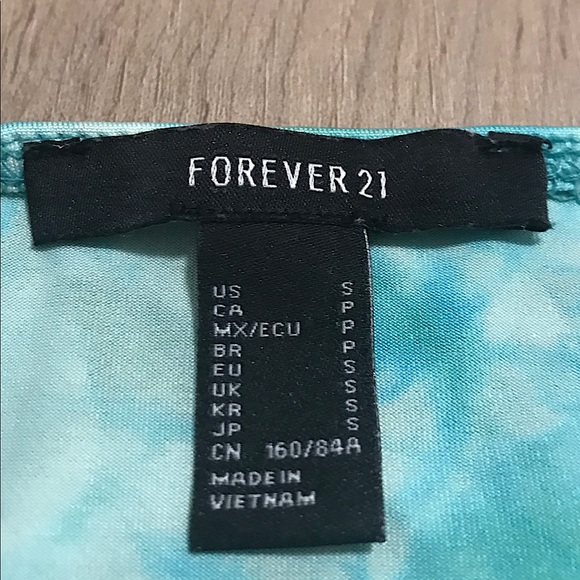 FOREVER 21
US S
CA P
MX/ECU P
BR P
EU S
UK S
KR S
JP S
CN 160/84A
MADE IN
VIETNAM